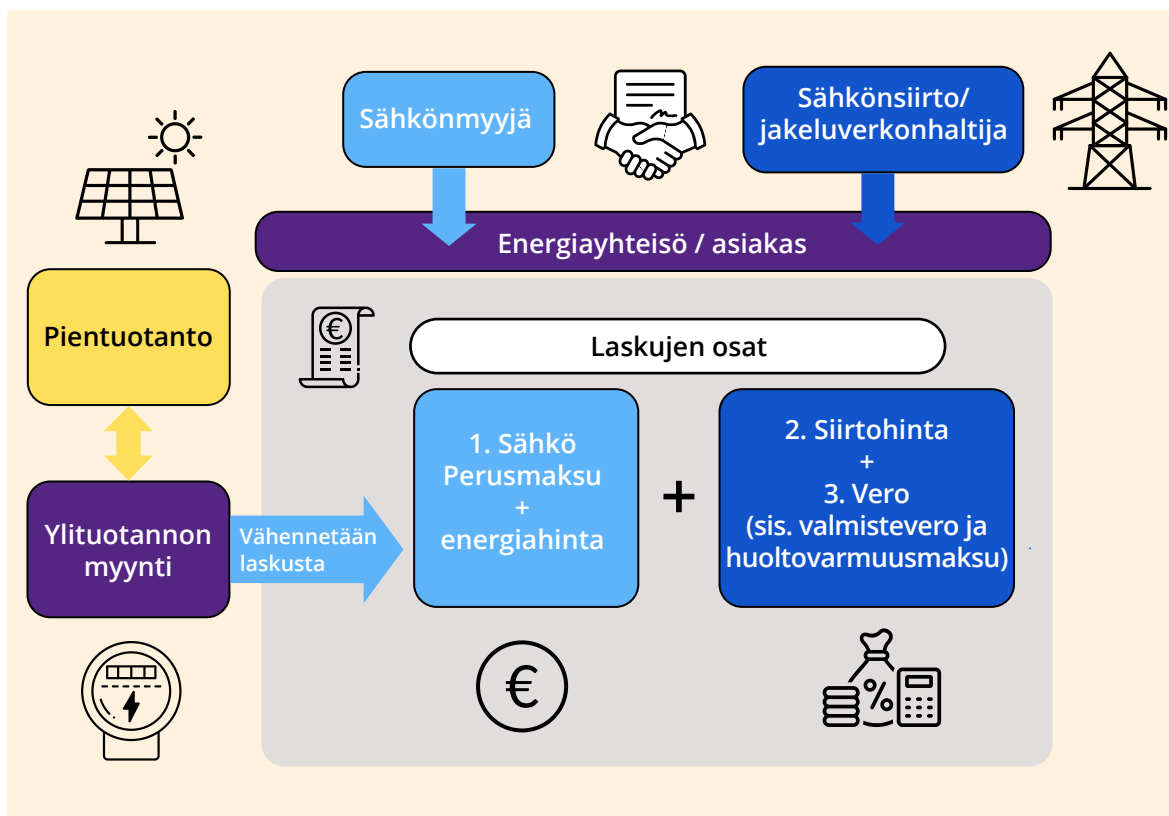 Sähkönmyyjä
Sähkönsiirto/
jakeluverkonhaltija
Energiayhteisö / asiakas
Pientuotanto
€
Laskujen osat
1. Sähkö
Perusmaksu
+
energiahinta
+
2. Siirtohinta
+
3. Vero
(sis. valmistevero ja
huoltovarmuusmaksu)
Ylituotannon
myynti
Vähennetään
laskusta
€
%